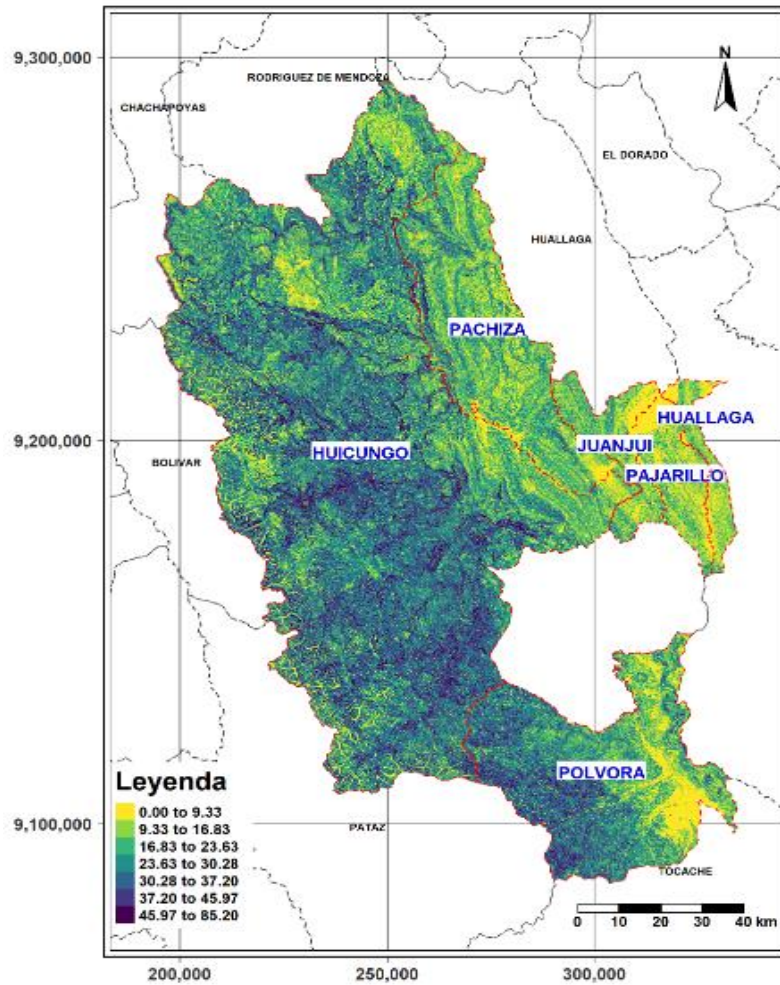 9,300,000
RODRIGUEZ DE MENDOZA
N
CHACHAPOYAS
EL DORADO
HUALLAGA
PACHIZA
HUALLAGA
9,200,000
HUICUNGO
JUANJUI
BOLIVAR
PAJARILLO
POLVORA
Leyenda
0.00 to 9.33
9.33 to 16.83
16.83 to 23.63
23.63 to 30.28
30.28 to 37.20
37.20 to 45.97
45.97 to 85.20
9,100,000
PATAZ
TOCACHE
0 10 20 30 40 km
200,000 250,000 300,000